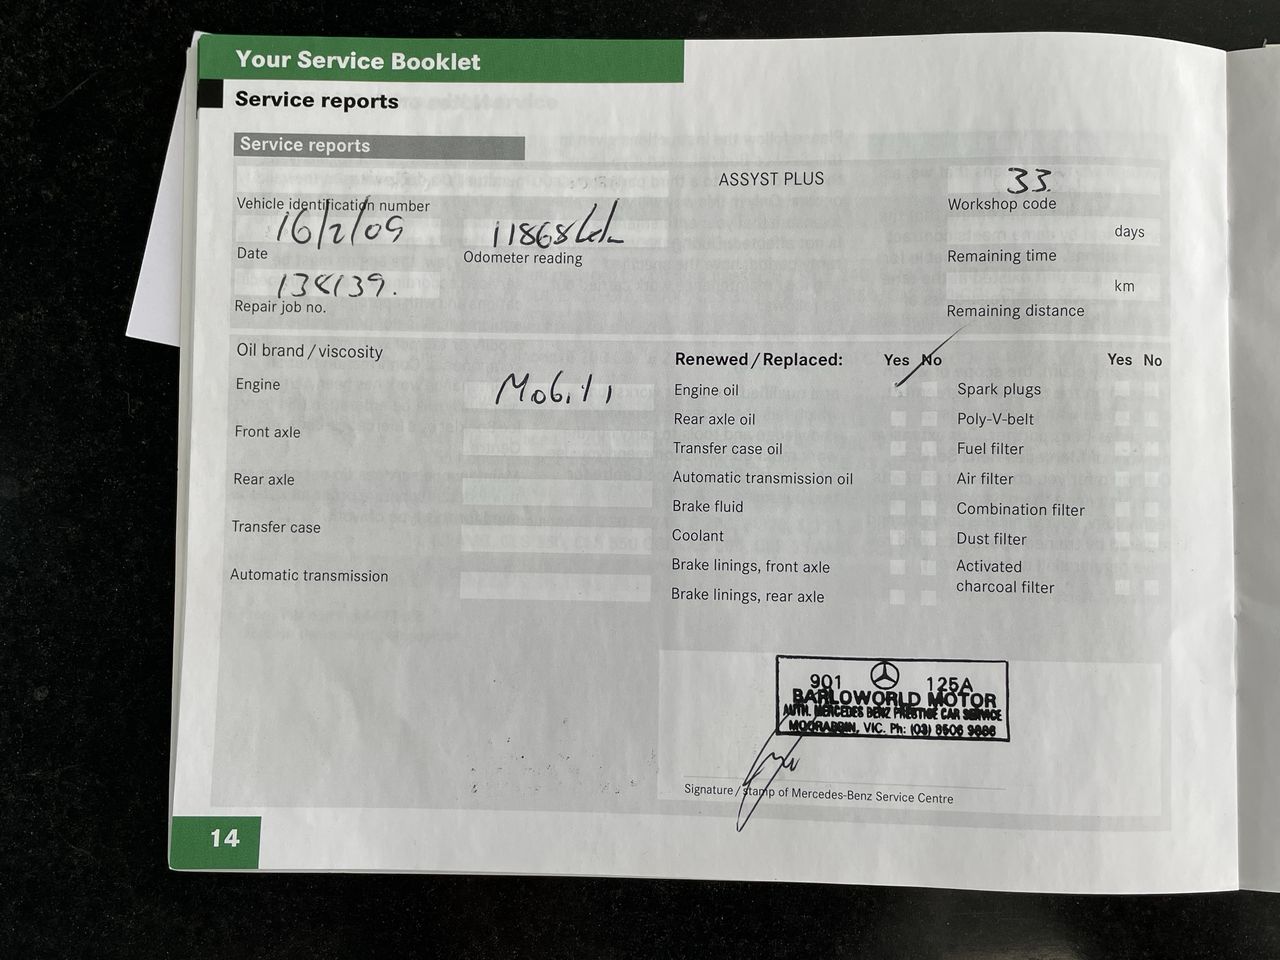 Your Service Booklet
Service reports
Service reports
ASSYST PLUS
33.
Vehicle identification number
Workshop code
16/2/09
11868 km
days
Date
Odometer reading
Remaining time
138139.
km
Repair job no.
Remaining distance
Oil brand / viscosity
Renewed / Replaced:
Yes No
Yes No
Engine
Mobil 1
Engine oil
Spark plugs
Rear axle oil
Poly-V-belt
Front axle
Transfer case oil
Fuel filter
Rear axle
Automatic transmission oil
Air filter
Brake fluid
Combination filter
Transfer case
Coolant
Dust filter
Automatic transmission
Brake linings, front axle
Activated
charcoal filter
Brake linings, rear axle
901 125A
BARLOWORLD MOTOR
AUTH. MERCEDES BENZ PRESTIGE CAR SERVICE
MOORABBIN, VIC. Ph: (03) 8506 9886
Signature / stamp of Mercedes-Benz Service Centre
14